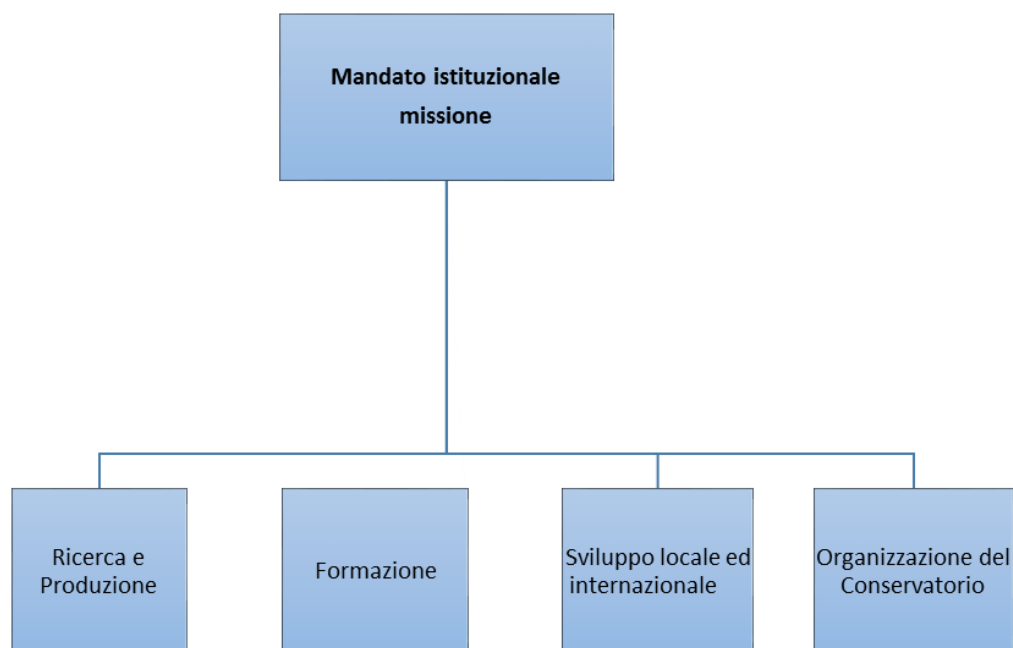 Mandato istituzionale
missione
Ricerca e
Produzione
Formazione
Sviluppo locale ed
internazionale
Organizzazione del
Conservatorio